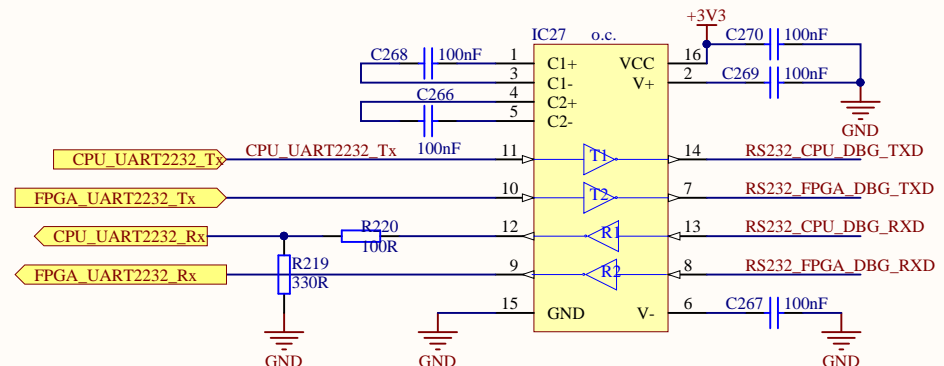 +3V3
IC27 o.c.
C268 100nF 1 C1+ VCC 16 C270 100nF
3 C1- V+ 2 C269 100nF
C266 4 C2+
5 C2-
100nF
GND
CPU_UART2232_Tx CPU_UART2232_Tx 11 T1 14 RS232_CPU_DBG_TXD
FPGA_UART2232_Tx 10 T2 7 RS232_FPGA_DBG_TXD
CPU_UART2232_Rx R220 100R 12 R1 13 RS232_CPU_DBG_RXD
FPGA_UART2232_Rx R219 330R 9 R2 8 RS232_FPGA_DBG_RXD
15 GND V- 6 C267 100nF
GND GND GND